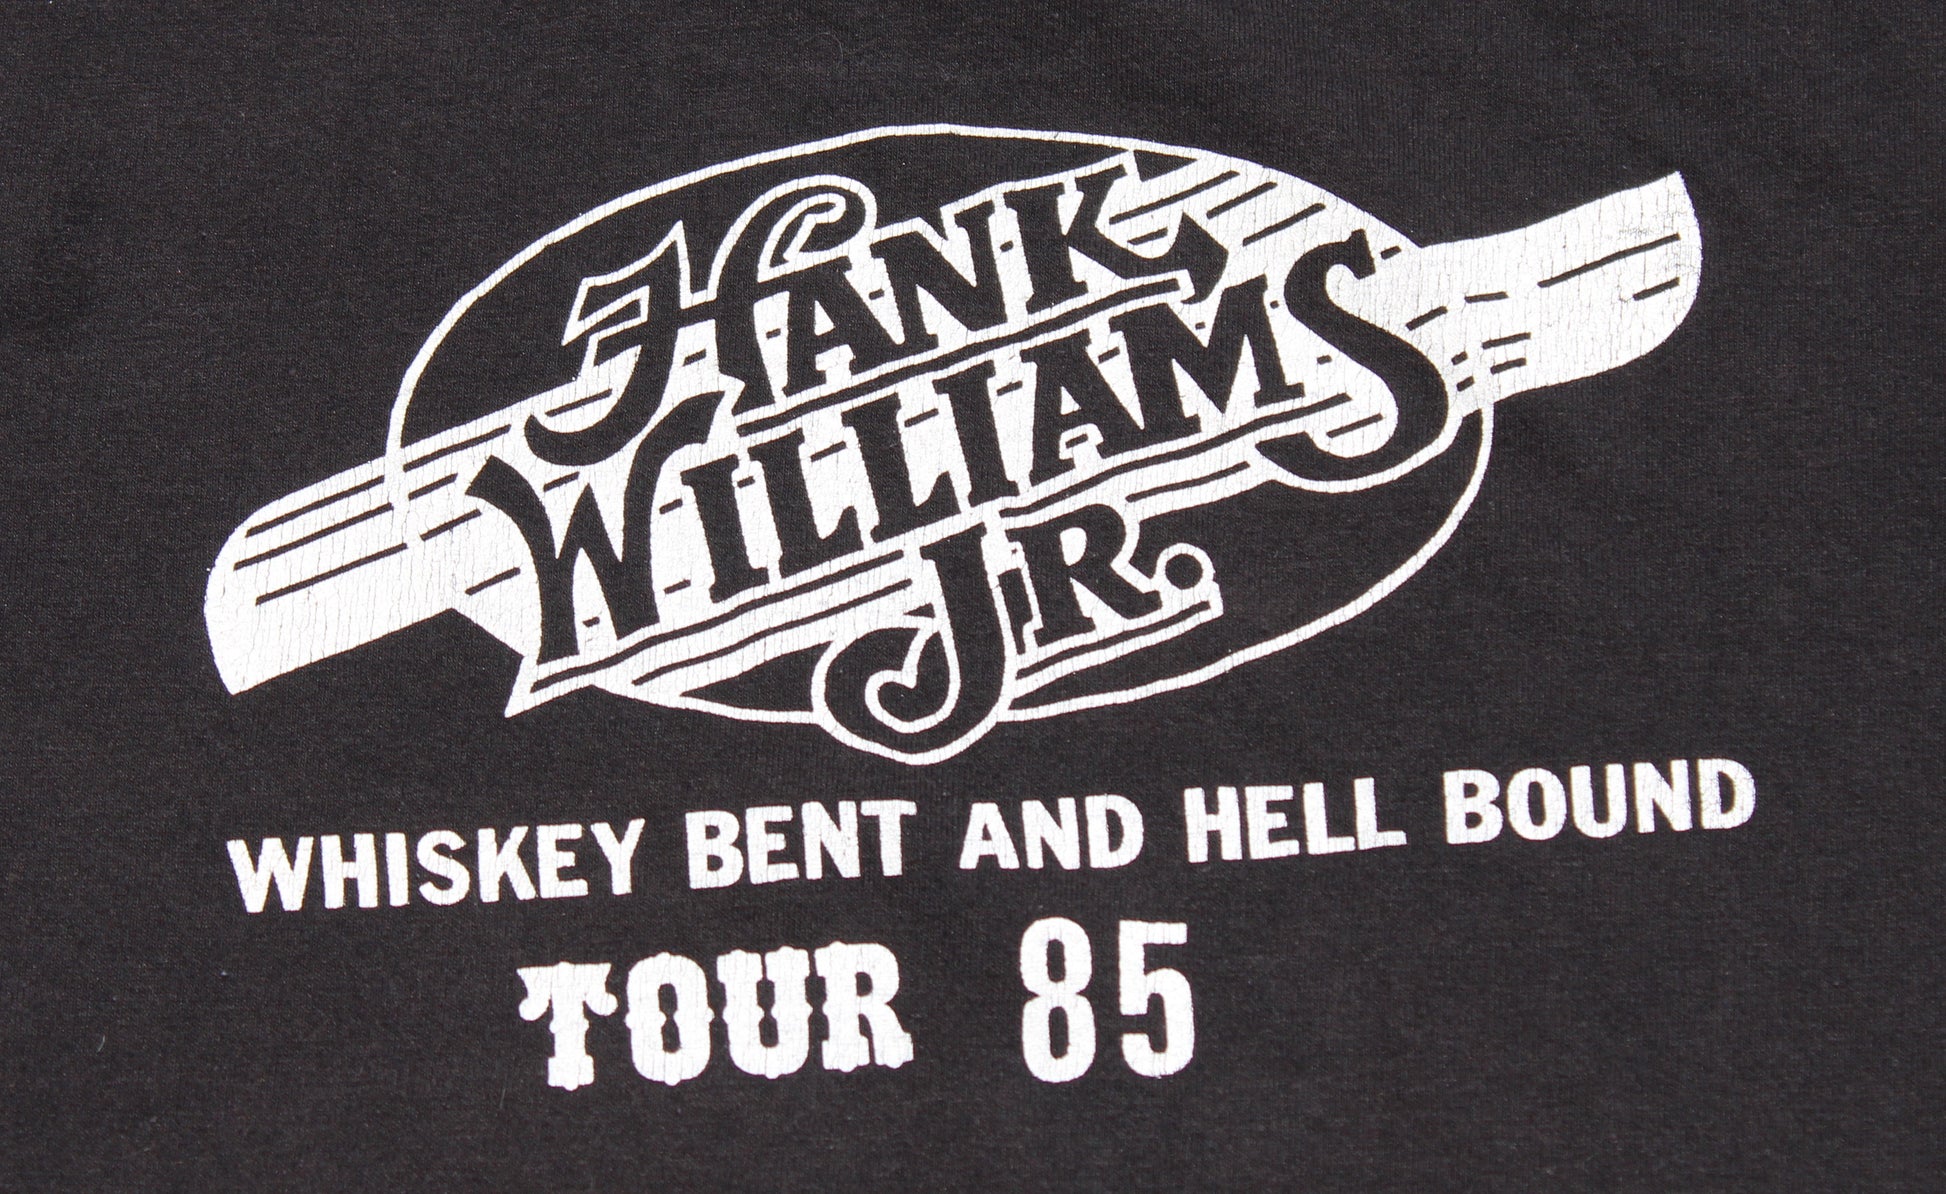 HANK
WILLIAMS
JR.
WHISKEY BENT AND HELL BOUND
TOUR 85